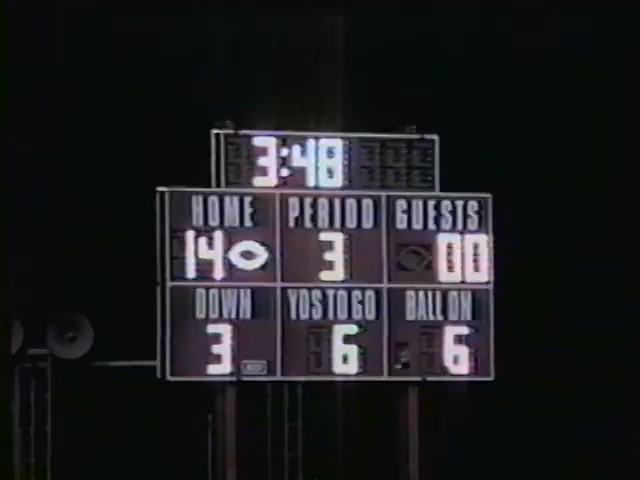 3:48
HOME PERIOD GUESTS
14 3 00
DOWN YDS TO GO BALL ON
3 6 6